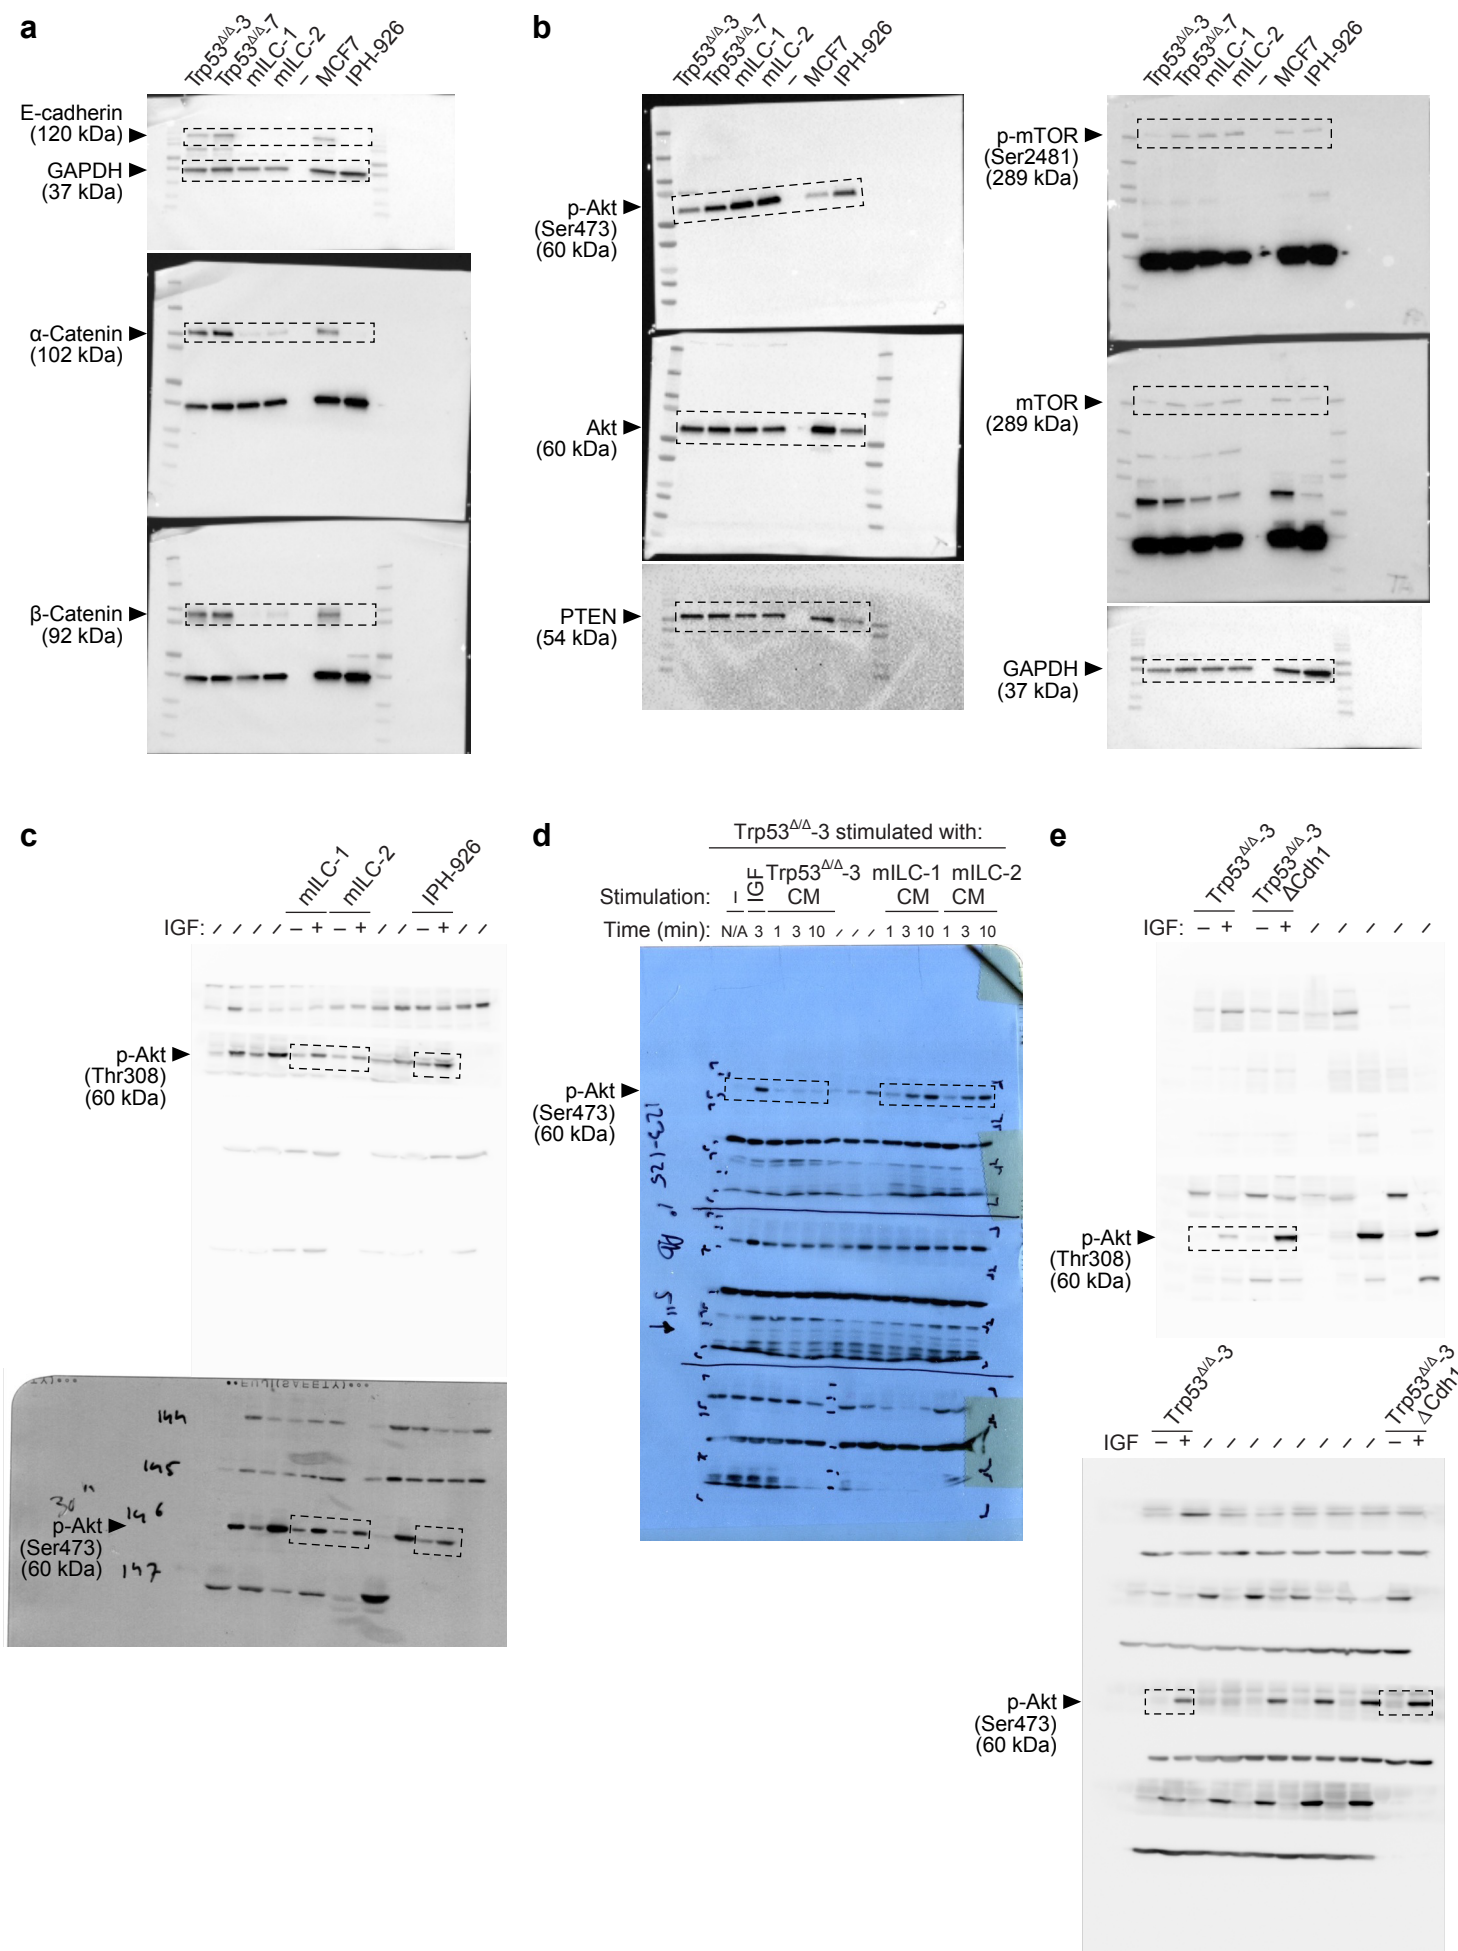 a
Trp53Δ/Δ-3
Trp53Δ/Δ-7
mILC-1
mILC-2
–
MCF7
IPH-926
E-cadherin
(120 kDa)
GAPDH
(37 kDa)
α-Catenin
(102 kDa)
β-Catenin
(92 kDa)
b
Trp53Δ/Δ-3
Trp53Δ/Δ-7
mILC-1
mILC-2
–
MCF7
IPH-926
p-Akt
(Ser473)
(60 kDa)
Akt
(60 kDa)
PTEN
(54 kDa)
Trp53Δ/Δ-3
Trp53Δ/Δ-7
mILC-1
mILC-2
–
MCF7
IPH-926
p-mTOR
(Ser2481)
(289 kDa)
mTOR
(289 kDa)
GAPDH
(37 kDa)
c
mILC-1
mILC-2
IPH-926
IGF: / / / / – + – + / / – + / /
p-Akt
(Thr308)
(60 kDa)
144
145
30"
146
p-Akt
(Ser473)
(60 kDa)
147
d
Trp53Δ/Δ-3 stimulated with:
Stimulation: – IGF Trp53Δ/Δ-3 CM mILC-1 CM mILC-2 CM
Time (min): N/A 3 1 3 10 / / / 1 3 10 1 3 10
p-Akt
(Ser473)
(60 kDa)
e
Trp53Δ/Δ-3
Trp53Δ/Δ-3
ΔCdh1
IGF: – + – + / / / / /
p-Akt
(Thr308)
(60 kDa)
Trp53Δ/Δ-3
Trp53Δ/Δ-3
ΔCdh1
IGF – + / / / / / / / / – +
p-Akt
(Ser473)
(60 kDa)